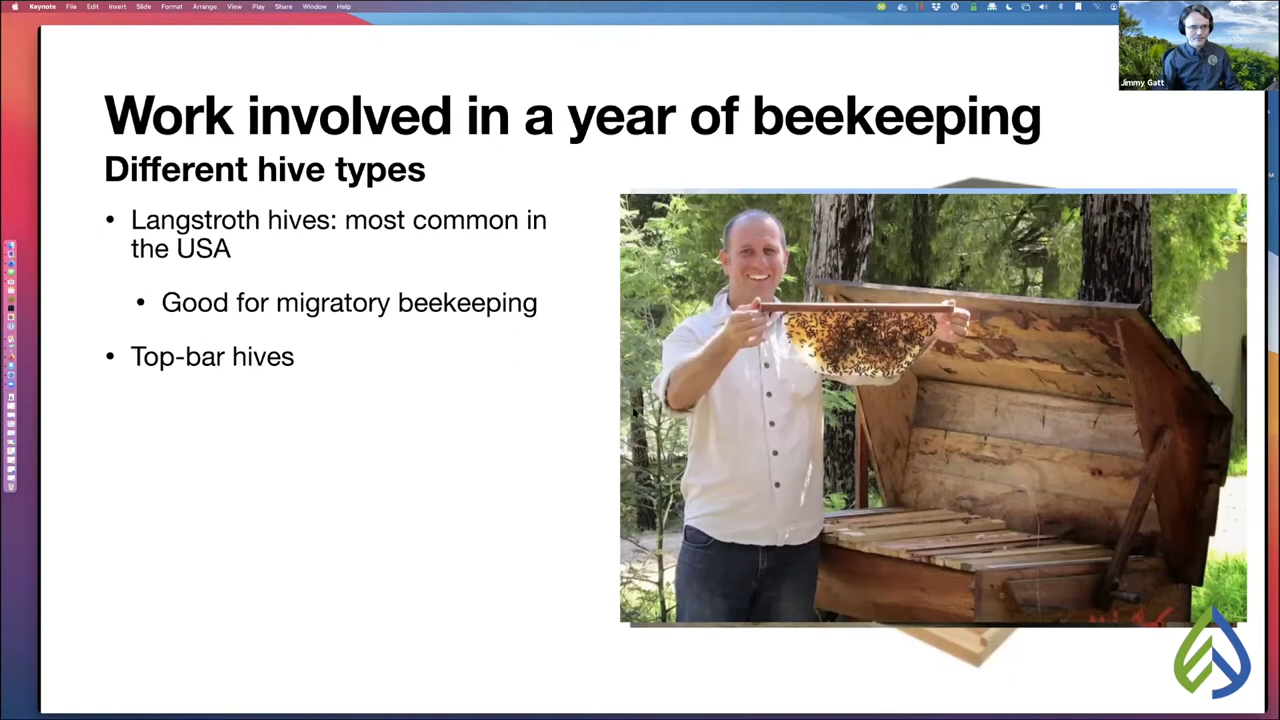 Keynote File Edit Insert Slide Format Arrange View Play Share Window Help
Jimmy Gatt
Work involved in a year of beekeeping
Different hive types
• Langstroth hives: most common in
the USA
• Good for migratory beekeeping
• Top-bar hives